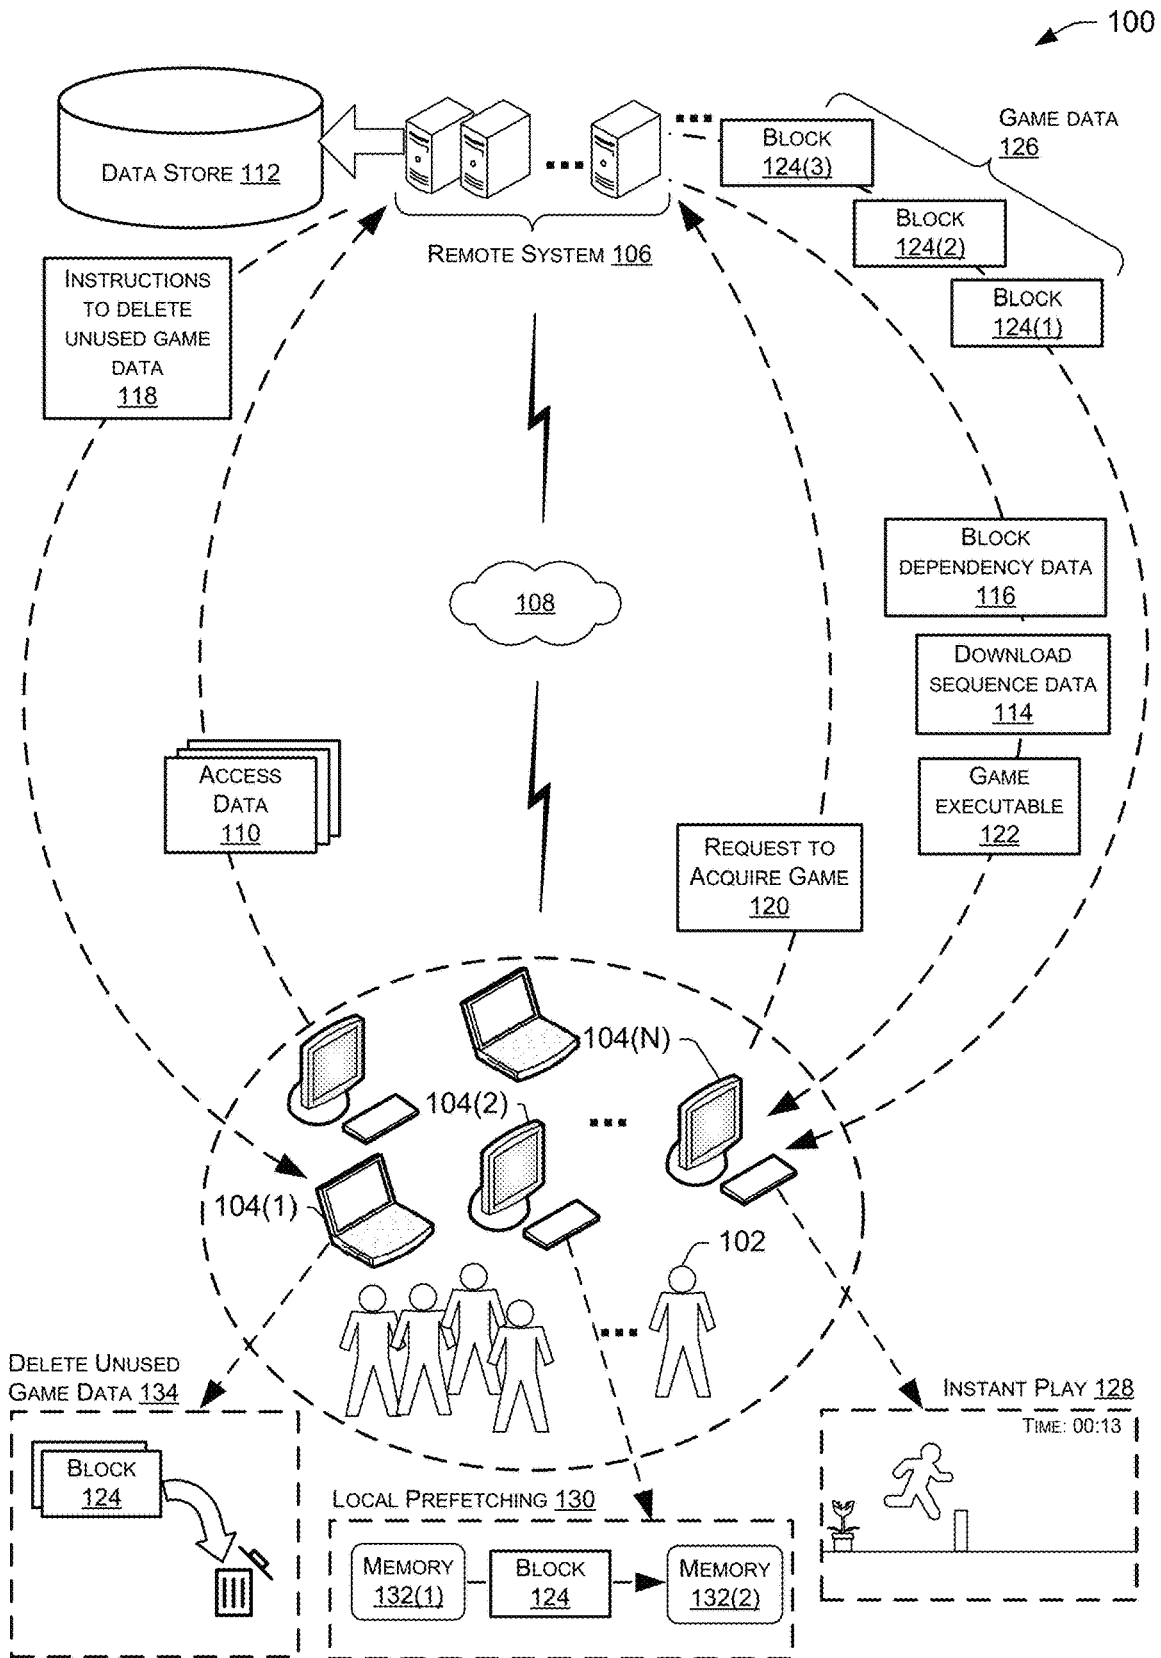 100
DATA STORE 112
REMOTE SYSTEM 106
GAME DATA
126
BLOCK
124(3)
BLOCK
124(2)
BLOCK
124(1)
INSTRUCTIONS
TO DELETE
UNUSED GAME
DATA
118
108
BLOCK
DEPENDENCY DATA
116
DOWNLOAD
SEQUENCE DATA
114
GAME
EXECUTABLE
122
ACCESS
DATA
110
REQUEST TO
ACQUIRE GAME
120
104(N)
104(2)
104(1)
102
DELETE UNUSED
GAME DATA 134
BLOCK
124
LOCAL PREFETCHING 130
MEMORY
132(1)
BLOCK
124
MEMORY
132(2)
INSTANT PLAY 128
TIME: 00:13